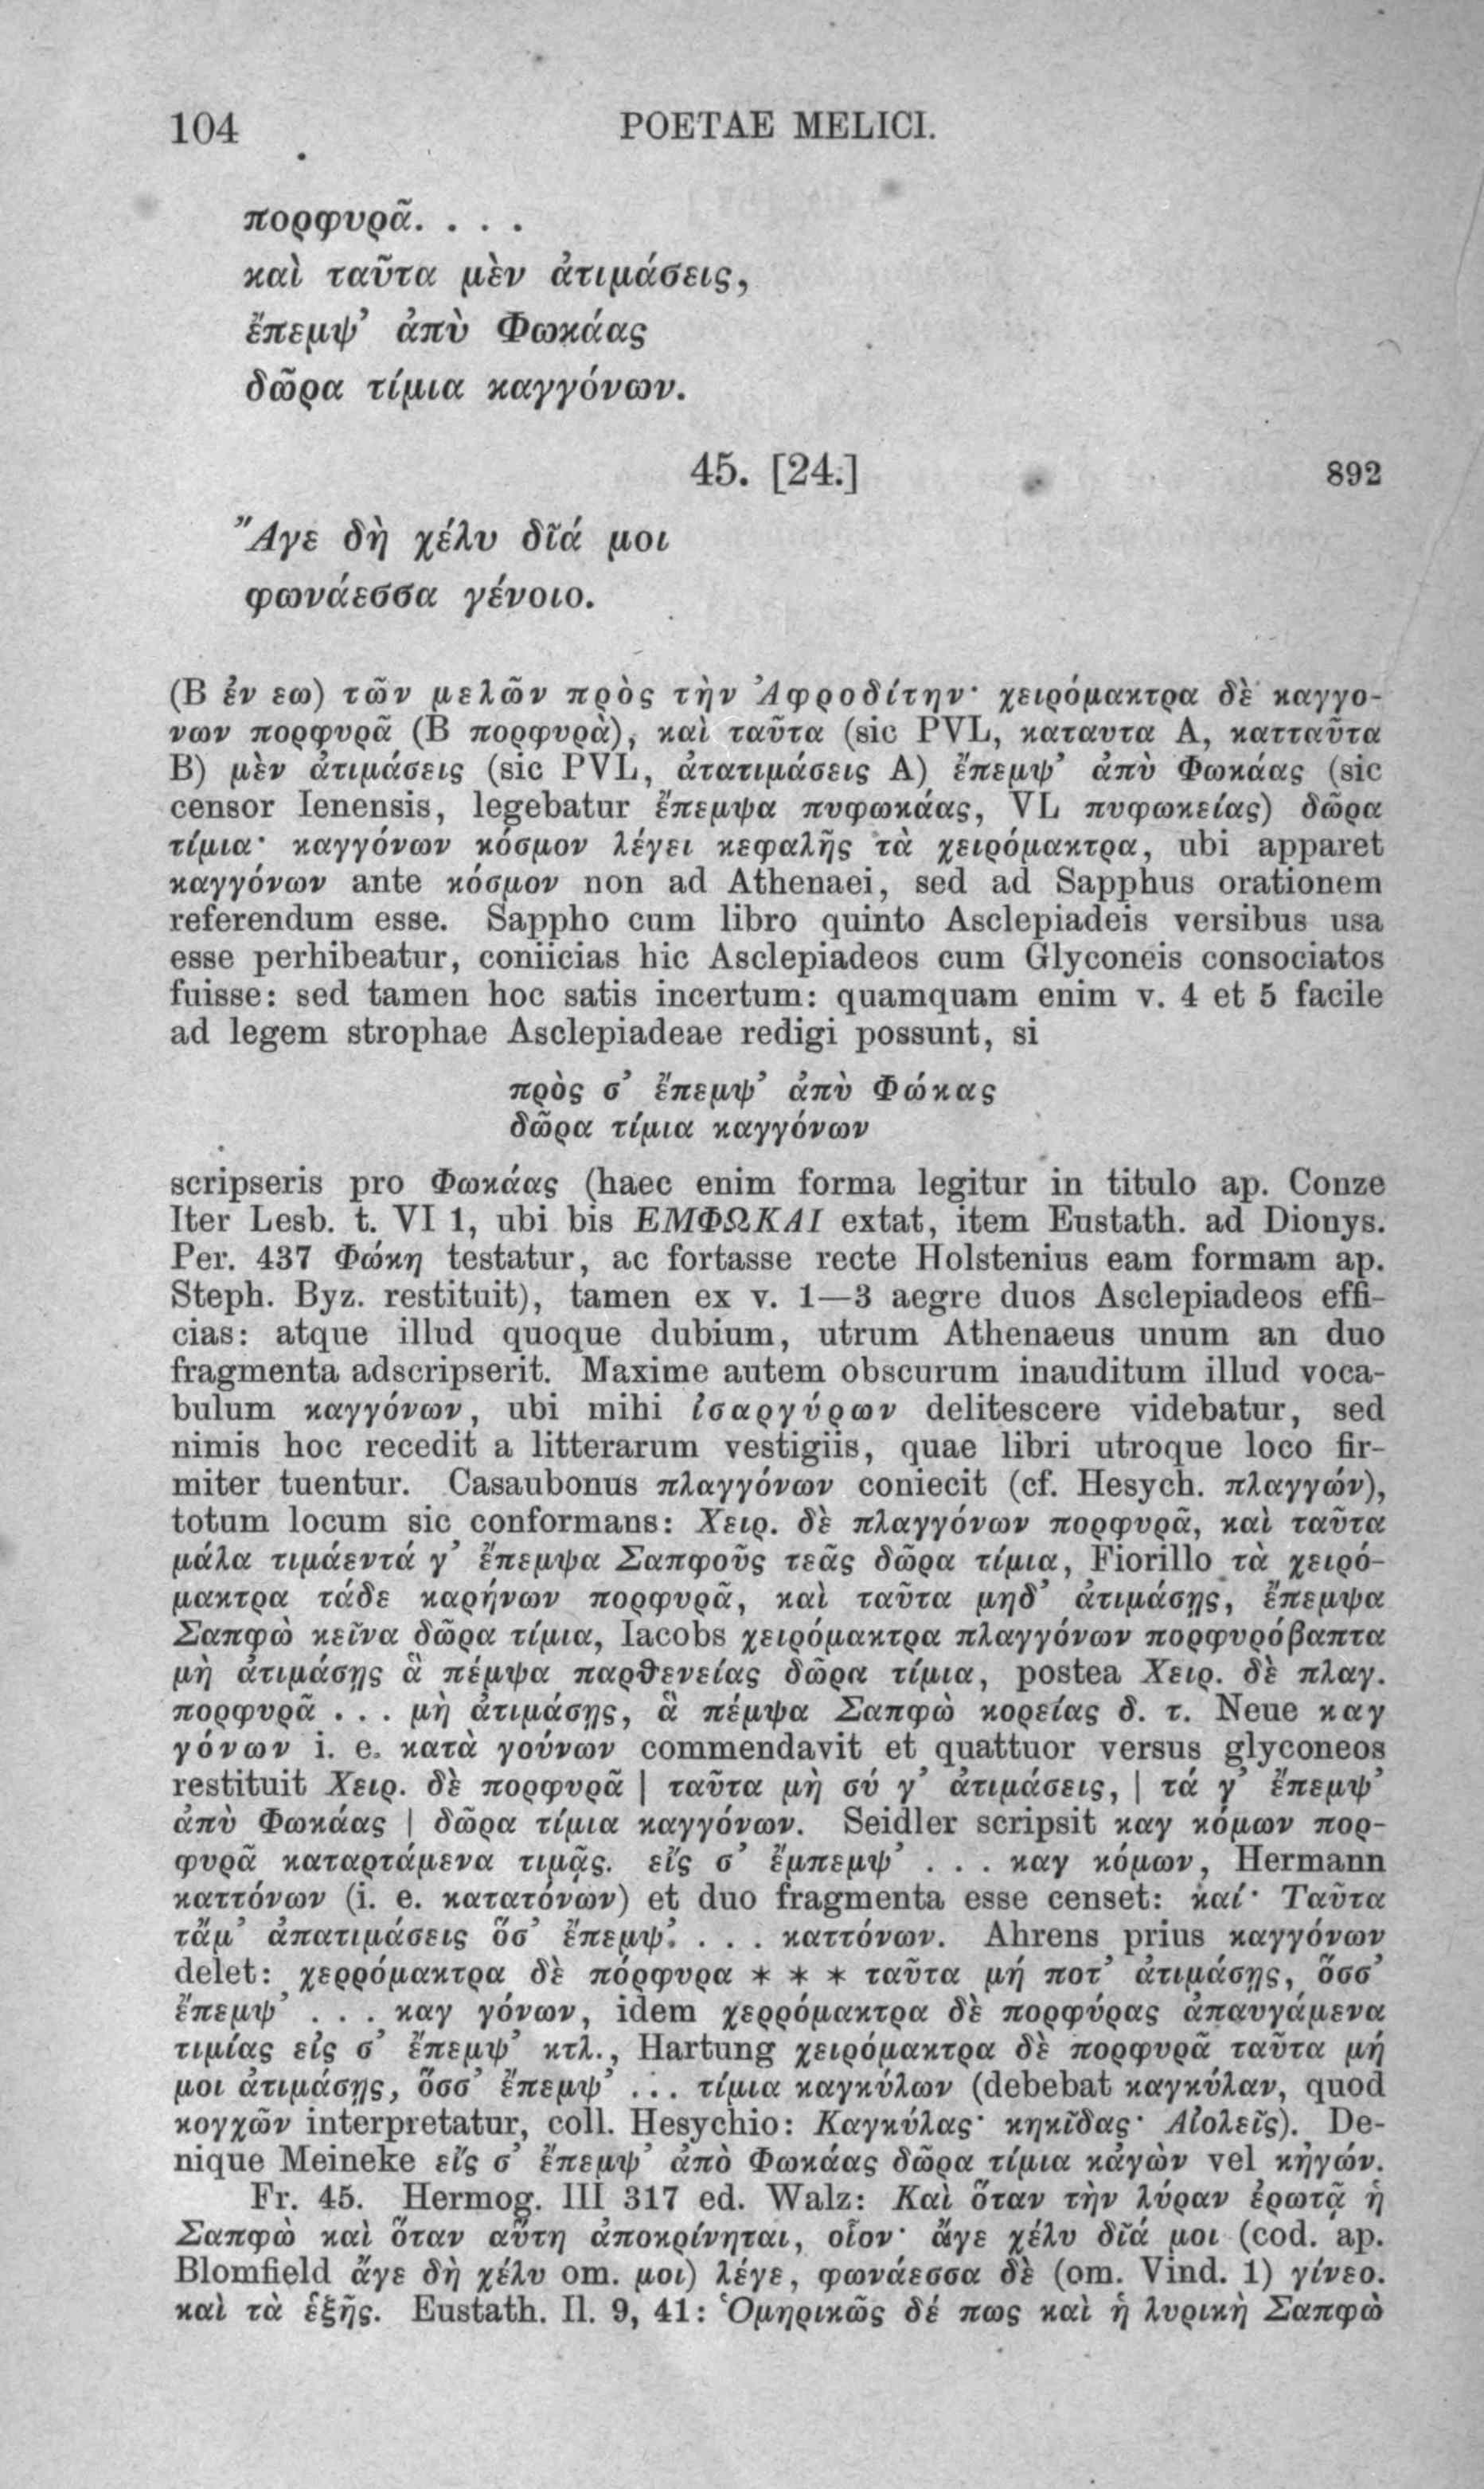 104 POETAE MELICI.
πορφυρᾶ. . . .
καὶ ταῦτα μὲν ἀτιμάσεις,
ἔπεμψ’ ἀπὺ Φωκάας
δῶρα τίμια καγγόνων.
45. [24.] 892
Ἄγε δὴ χέλυ δῖά μοι
φωνάεσσα γένοιο.
(B ἐν εω) τῶν μελῶν πρὸς τὴν Ἀφροδίτην· χειρόμακτρα δὲ καγγο-
νων πορφυρᾶ (B πορφυρὰ), καὶ ταῦτα (sic PVL, καταυτα A, κατταῦτα
B) μὲν ἀτιμάσεις (sic PVL, ἀτατιμάσεις A) ἔπεμψ’ ἀπὺ Φωκάας (sic
censor Ienensis, legebatur ἔπεμψα πυφωκάας, VL πυφωκείας) δῶρα
τίμια· καγγόνων κόσμον λέγει κεφαλῆς τὰ χειρόμακτρα, ubi apparet
καγγόνων ante κόσμον non ad Athenaei, sed ad Sapphus orationem
referendum esse. Sappho cum libro quinto Asclepiadeis versibus usa
esse perhibeatur, coniicias hic Asclepiadeos cum Glyconeis consociatos
fuisse: sed tamen hoc satis incertum: quamquam enim v. 4 et 5 facile
ad legem strophae Asclepiadeae redigi possunt, si
πρὸς σ’ ἔπεμψ’ ἀπὺ Φώκας
δῶρα τίμια καγγόνων
scripseris pro Φωκάας (haec enim forma legitur in titulo ap. Conze
Iter Lesb. t. VI 1, ubi bis ΕΜΦΩΚΑΙ extat, item Eustath. ad Dionys.
Per. 437 Φώκη testatur, ac fortasse recte Holstenius eam formam ap.
Steph. Byz. restituit), tamen ex v. 1—3 aegre duos Asclepiadeos effi-
cias: atque illud quoque dubium, utrum Athenaeus unum an duo
fragmenta adscripserit. Maxime autem obscurum inauditum illud voca-
bulum καγγόνων, ubi mihi ἰσαργύρων delitescere videbatur, sed
nimis hoc recedit a litterarum vestigiis, quae libri utroque loco fir-
miter tuentur. Casaubonus πλαγγόνων coniecit (cf. Hesych. πλαγγών),
totum locum sic conformans: Χειρ. δὲ πλαγγόνων πορφυρᾶ, καὶ ταῦτα
μάλα τιμάεντά γ’ ἔπεμψα Σαπφοῦς τεᾶς δῶρα τίμια, Fiorillo τὰ χειρό-
μακτρα τάδε καρήνων πορφυρᾶ, καὶ ταῦτα μηδ’ ἀτιμάσῃς, ἔπεμψα
Σαπφὼ κεῖνα δῶρα τίμια, Iacobs χειρόμακτρα πλαγγόνων πορφυρόβαπτα
μὴ ἀτιμάσῃς ἃ πέμψα παρθενείας δῶρα τίμια, postea Χειρ. δὲ πλαγ.
πορφυρᾶ . . . μὴ ἀτιμάσῃς, ἃ πέμψα Σαπφὼ κορείας δ. τ. Neue καγ
γόνων i. e. κατὰ γούνων commendavit et quattuor versus glyconeos
restituit Χειρ. δὲ πορφυρᾶ | ταῦτα μὴ σύ γ’ ἀτιμάσεις, | τά γ’ ἔπεμψ’
ἀπὺ Φωκάας | δῶρα τίμια καγγόνων. Seidler scripsit καγ κόμων πορ-
φυρᾶ καταρτάμενα τιμᾷς. εἴς σ’ ἔμπεμψ’ . . . καγ κόμων, Hermann
καττόνων (i. e. κατατόνων) et duo fragmenta esse censet: καί· Ταῦτα
τἄμ’ ἀπατιμάσεις ὅσ’ ἔπεμψ’. . . . καττόνων. Ahrens prius καγγόνων
delet: χερρόμακτρα δὲ πόρφυρα * * * ταῦτα μή ποτ’ ἀτιμάσῃς, ὅσσ’
ἔπεμψ’ . . . καγ γόνων, idem χερρόμακτρα δὲ πορφύρας ἀπαυγάμενα
τιμίας εἰς σ’ ἔπεμψ’ κτλ., Hartung χειρόμακτρα δὲ πορφυρᾶ ταῦτα μή
μοι ἀτιμάσῃς, ὅσσ’ ἔπεμψ’ . . . τίμια καγκύλων (debebat καγκύλαν, quod
κογχῶν interpretatur, coll. Hesychio: Καγκύλας· κηκῖδας· Αἰολεῖς). De-
nique Meineke εἴς σ’ ἔπεμψ’ ἀπὸ Φωκάας δῶρα τίμια κἀγὼν vel κἠγών.
Fr. 45. Hermog. III 317 ed. Walz: Καὶ ὅταν τὴν λύραν ἐρωτᾷ ἡ
Σαπφὼ καὶ ὅταν αὕτη ἀποκρίνηται, οἷον· ἄγε χέλυ δῖά μοι (cod. ap.
Blomfield ἄγε δὴ χέλυ om. μοι) λέγε, φωνάεσσα δὲ (om. Vind. 1) γίνεο.
καὶ τὰ ἑξῆς. Eustath. Il. 9, 41: Ὁμηρικῶς δέ πως καὶ ἡ λυρικὴ Σαπφὼ